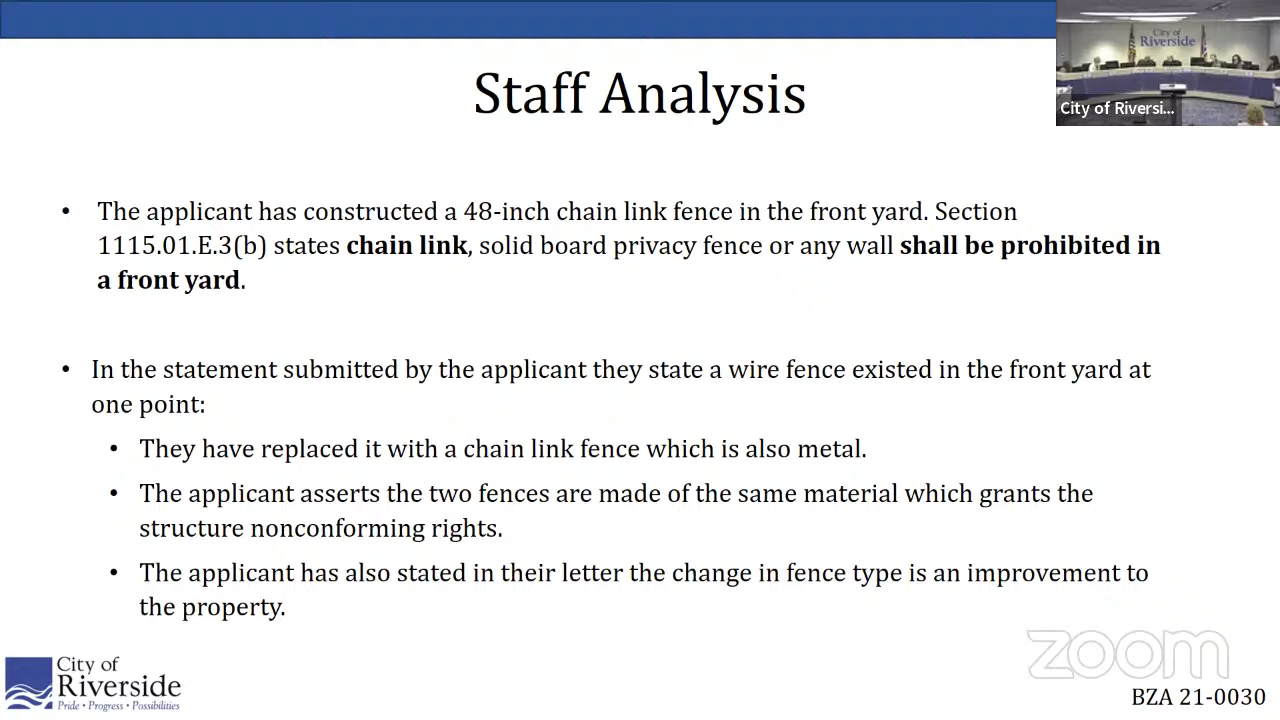 City of
Riverside
City of Riversi...
Staff Analysis
• The applicant has constructed a 48-inch chain link fence in the front yard. Section
1115.01.E.3(b) states chain link, solid board privacy fence or any wall shall be prohibited in
a front yard.
• In the statement submitted by the applicant they state a wire fence existed in the front yard at
one point:
• They have replaced it with a chain link fence which is also metal.
• The applicant asserts the two fences are made of the same material which grants the
structure nonconforming rights.
• The applicant has also stated in their letter the change in fence type is an improvement to
the property.
City of
Riverside
Pride • Progress • Possibilities
zoom
BZA 21-0030